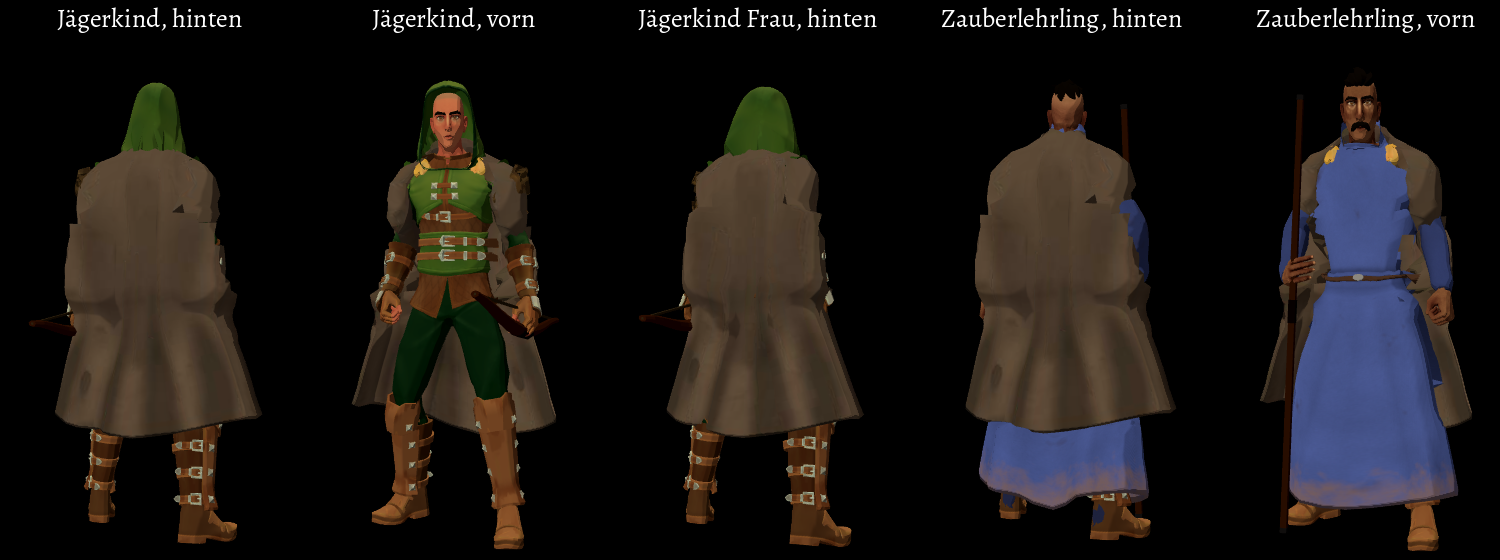 Jägerkind, hinten
Jägerkind, vorn
Jägerkind Frau, hinten
Zauberlehrling, hinten
Zauberlehrling, vorn